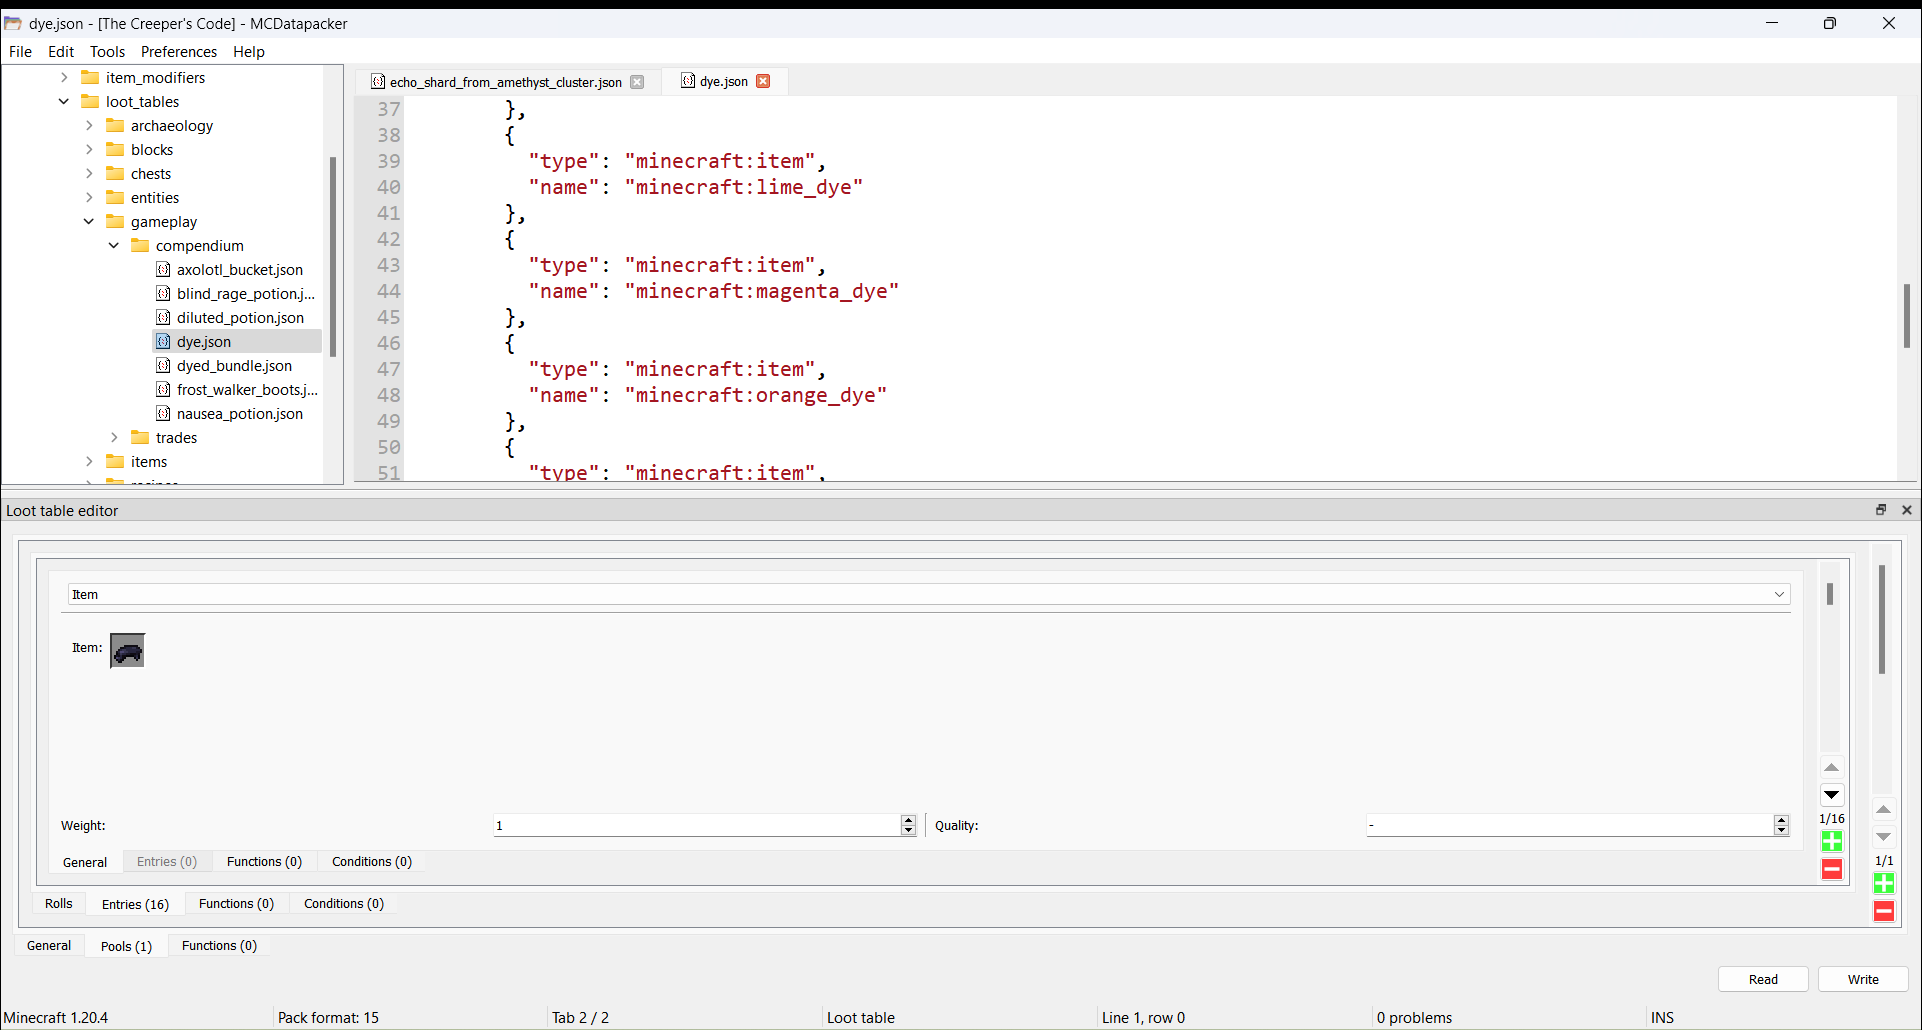 dye.json - [The Creeper's Code] - MCDatapacker
File Edit Tools Preferences Help
item_modifiers
loot_tables
archaeology
blocks
chests
entities
gameplay
compendium
axolotl_bucket.json
blind_rage_potion.j...
diluted_potion.json
dye.json
dyed_bundle.json
frost_walker_boots.j...
nausea_potion.json
trades
items
recipes
echo_shard_from_amethyst_cluster.json dye.json
37 },
38 {
39 "type": "minecraft:item",
40 "name": "minecraft:lime_dye"
41 },
42 {
43 "type": "minecraft:item",
44 "name": "minecraft:magenta_dye"
45 },
46 {
47 "type": "minecraft:item",
48 "name": "minecraft:orange_dye"
49 },
50 {
51 "type": "minecraft:item",
Loot table editor
Item
Item:
Weight: 1 Quality: -
General Entries (0) Functions (0) Conditions (0)
1/16
Rolls Entries (16) Functions (0) Conditions (0)
1/1
General Pools (1) Functions (0)
Read Write
Minecraft 1.20.4 Pack format: 15 Tab 2 / 2 Loot table Line 1, row 0 0 problems INS